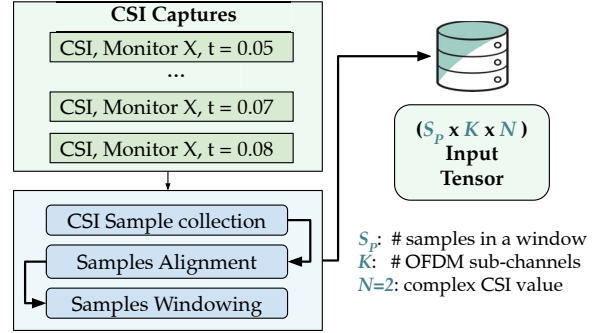 CSI Captures
CSI, Monitor X, t = 0.05
...
CSI, Monitor X, t = 0.07
CSI, Monitor X, t = 0.08
CSI Sample collection
Samples Alignment
Samples Windowing
(S_P x K x N )
Input
Tensor
S_P: # samples in a window
K: # OFDM sub-channels
N=2: complex CSI value